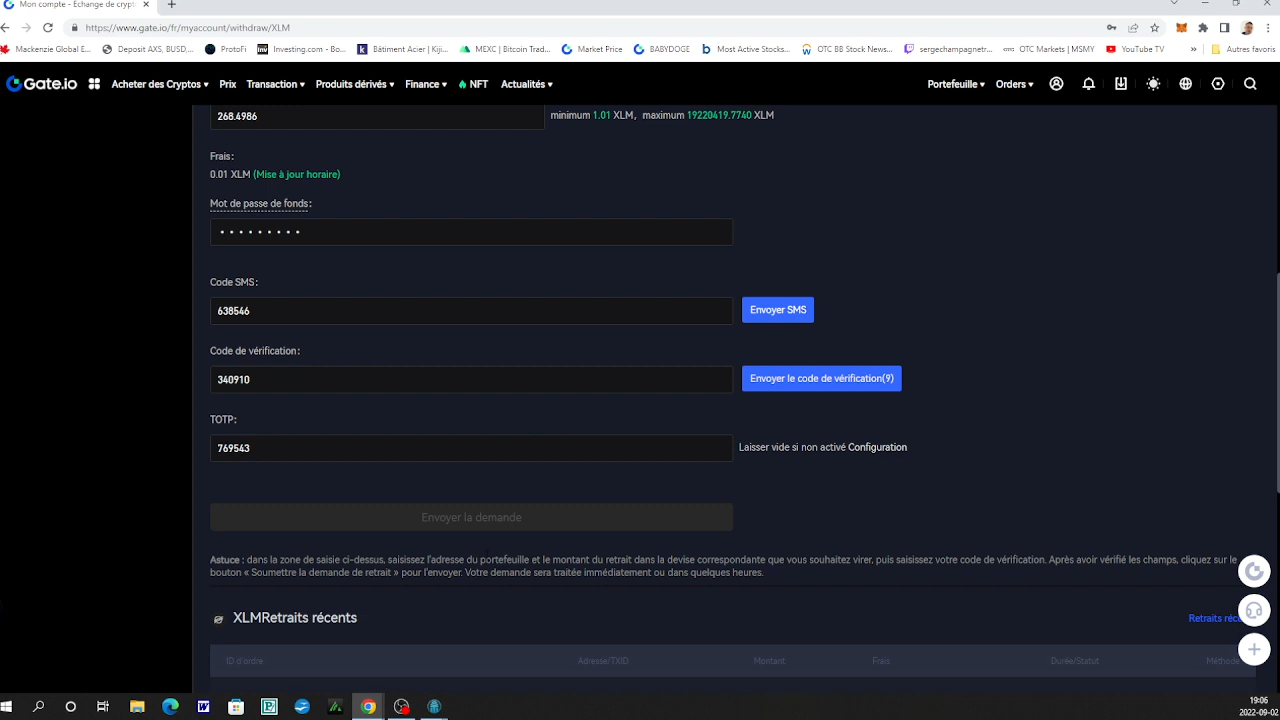 Mon compte - Echange de crypt
https://www.gate.io/fr/myaccount/withdraw/XLM
Mackenzie Global E... Deposit AXS, BUSD,... ProtoFi Investing.com - Bo... Bâtiment Acier | Kiji... MEXC | Bitcoin Trad... Market Price BABYDOGE Most Active Stocks... OTC BB Stock News... sergechampagnetr... OTC Markets | MSMY YouTube TV » Autres favoris
Gate.io Acheter des Cryptos Prix Transaction Produits dérivés Finance NFT Actualités Portefeuille Orders
268.4986 minimum 1.01 XLM, maximum 19220419.7740 XLM
Frais:
0.01 XLM (Mise à jour horaire)
Mot de passe de fonds:
•••••••••
Code SMS:
638546 Envoyer SMS
Code de vérification:
340910 Envoyer le code de vérification(9)
TOTP:
769543 Laisser vide si non activé Configuration
Envoyer la demande
Astuce : dans la zone de saisie ci-dessus, saisissez l'adresse du portefeuille et le montant du retrait dans la devise correspondante que vous souhaitez virer, puis saisissez votre code de vérification. Après avoir vérifié les champs, cliquez sur le
bouton « Soumettre la demande de retrait » pour l'envoyer. Votre demande sera traitée immédiatement ou dans quelques heures.
XLMRetraits récents Retraits réc
ID d'ordre Adresse/TXID Montant Frais Durée/Statut Méthode
19:06
2022-09-02